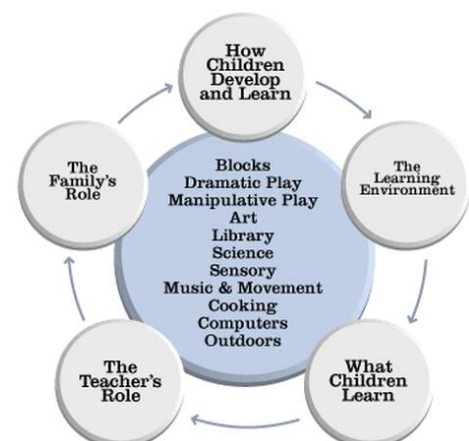 How
Children
Develop
and Learn
The
Learning
Environment
What
Children
Learn
The
Teacher's
Role
The
Family's
Role
Blocks
Dramatic Play
Manipulative Play
Art
Library
Science
Sensory
Music & Movement
Cooking
Computers
Outdoors